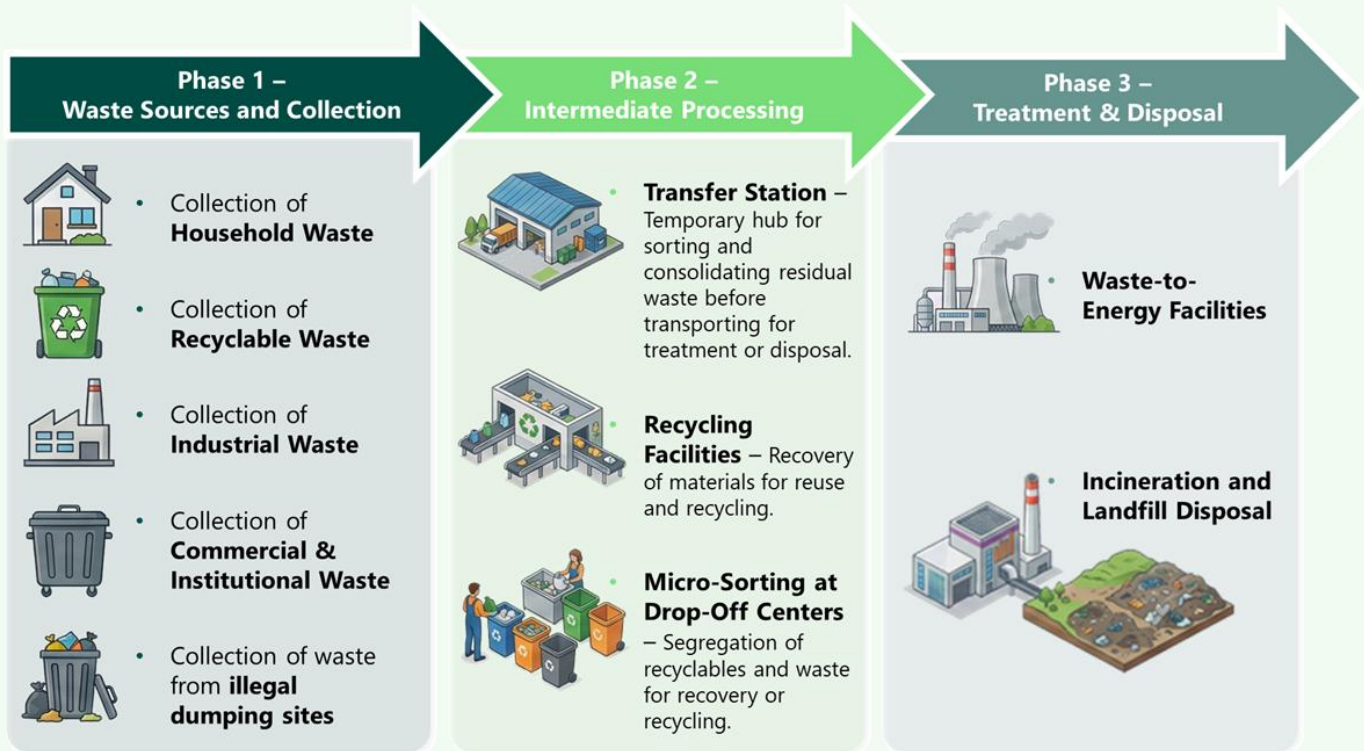 Phase 1 –
Waste Sources and Collection
• Collection of
Household Waste
• Collection of
Recyclable Waste
• Collection of
Industrial Waste
• Collection of
Commercial &
Institutional Waste
• Collection of waste
from illegal
dumping sites
Phase 2 –
Intermediate Processing
• Transfer Station –
Temporary hub for
sorting and
consolidating residual
waste before
transporting for
treatment or disposal.
• Recycling
Facilities – Recovery
of materials for reuse
and recycling.
• Micro-Sorting at
Drop-Off Centers
– Segregation of
recyclables and waste
for recovery or
recycling.
Phase 3 –
Treatment & Disposal
• Waste-to-
Energy Facilities
• Incineration and
Landfill Disposal